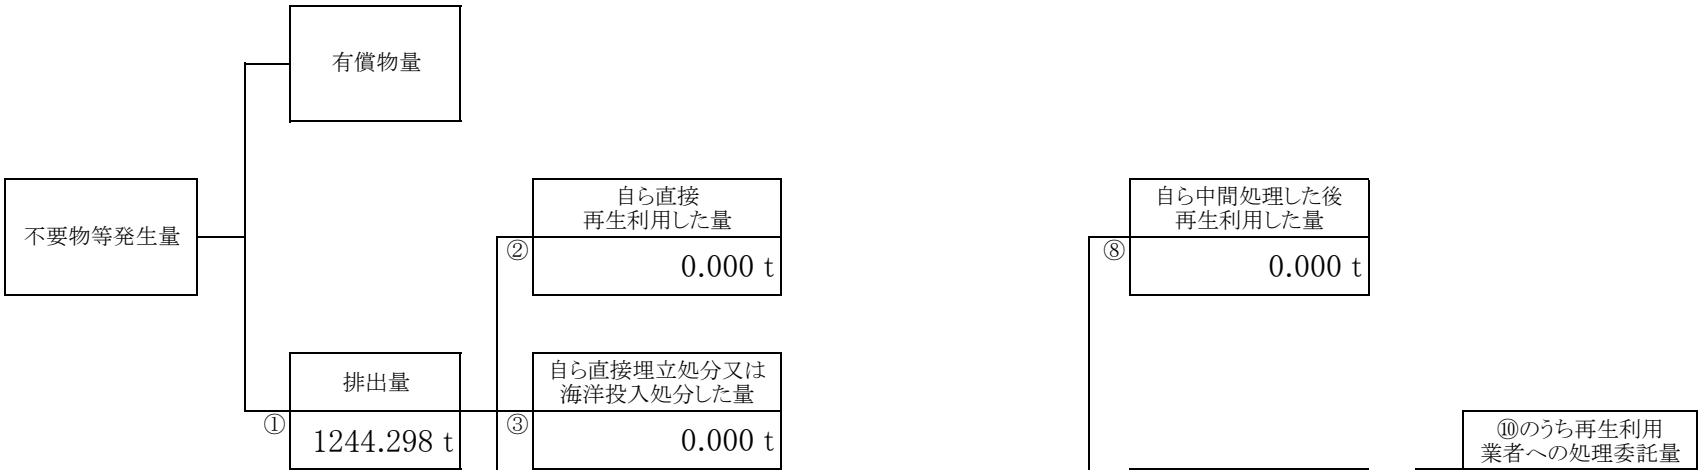 有償物量
不要物等発生量
自ら直接
再生利用した量
②
0.000 t
自ら中間処理した後
再生利用した量
⑧
0.000 t
排出量
①
1244.298 t
自ら直接埋立処分又は
海洋投入処分した量
③
0.000 t
⑩のうち再生利用
業者への処理委託量